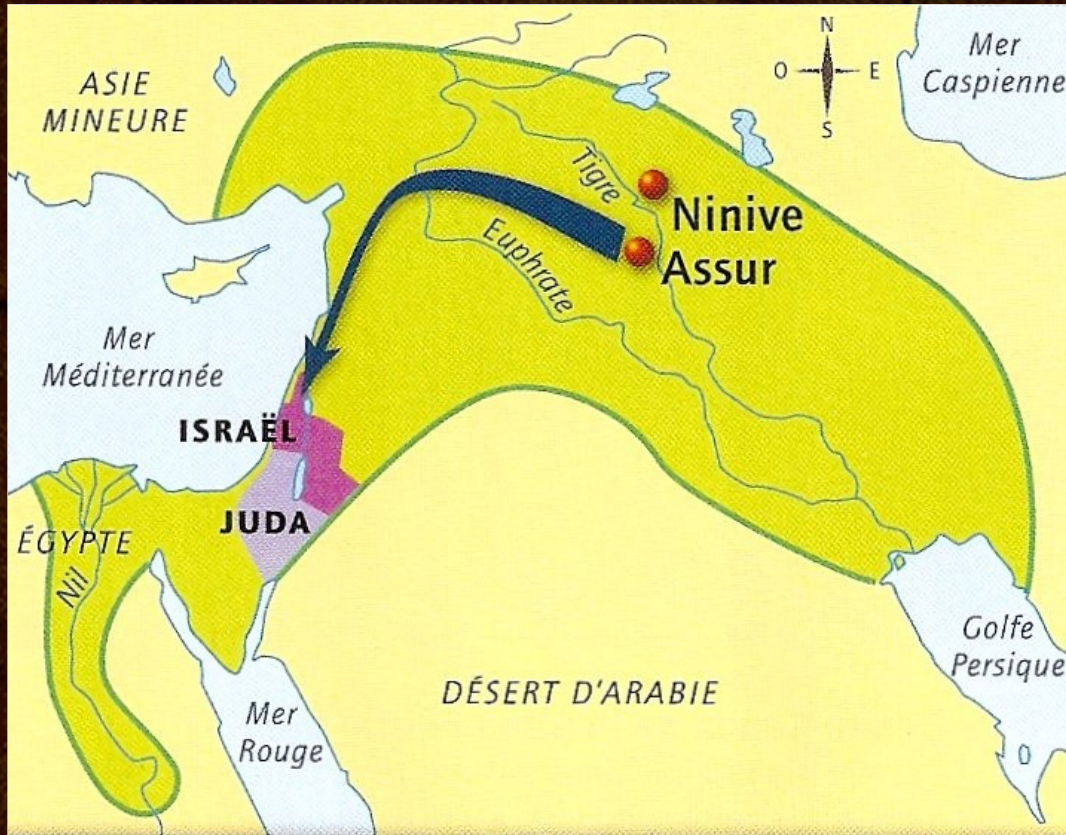 N
O
E
S
ASIE
MINEURE
Mer
Caspienne
Tigre
Ninive
Euphrate
Assur
Mer
Méditerranée
ISRAËL
JUDA
ÉGYPTE
Nil
Golfe
Persique
DÉSERT D'ARABIE
Mer
Rouge